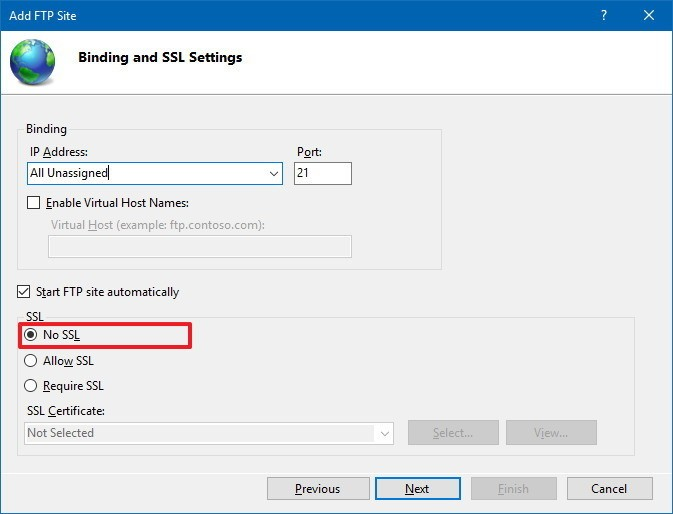 Add FTP Site
Binding and SSL Settings
Binding
IP Address:
Port:
All Unassigned
21
Enable Virtual Host Names:
Virtual Host (example: ftp.contoso.com):
Start FTP site automatically
SSL
No SSL
Allow SSL
Require SSL
SSL Certificate:
Not Selected
Select...
View...
Previous
Next
Finish
Cancel